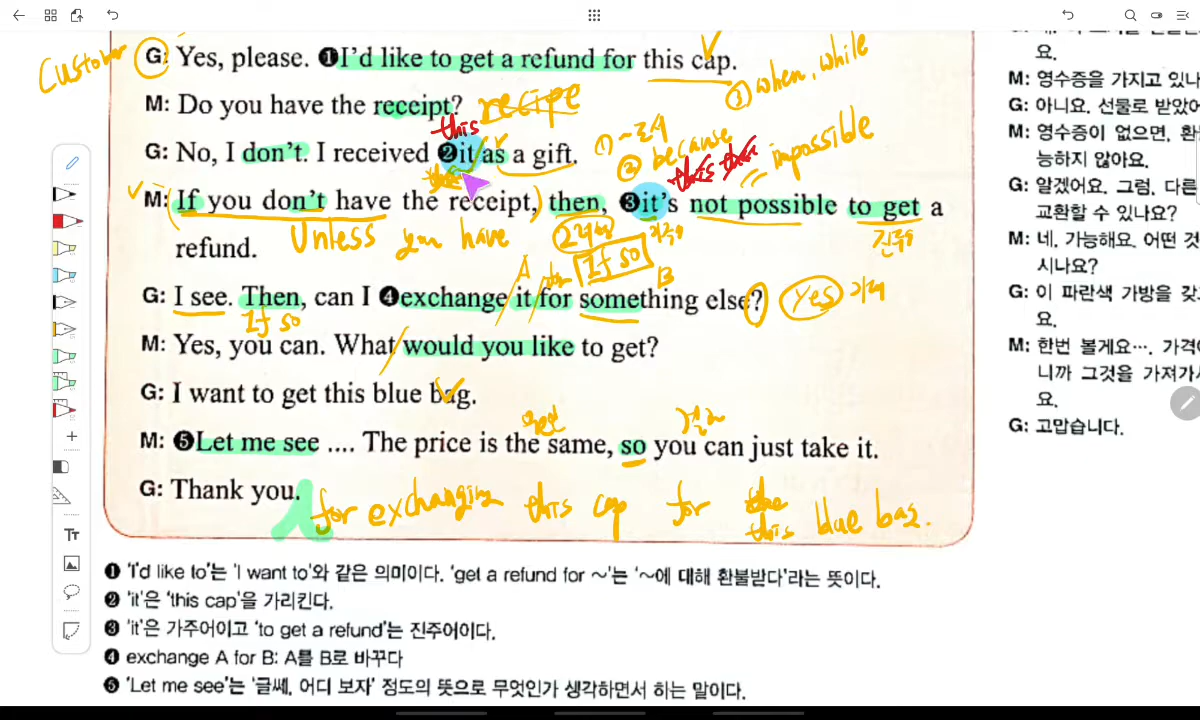 Customer G: Yes, please. ❶I'd like to get a refund for this cap.
③ when, while
M: Do you have the receipt? recipe
this
① ~로서
② because
impossible
G: No, I don't. I received ❷it/as a gift.
M: If you don't have the receipt, then, ❸it's not possible to get a
Unless you have
가주어
진주어
refund.
If so
A
B
G: I see. Then, can I ❹exchange it for something else? Yes
If so
M: Yes, you can. What would you like to get?
G: I want to get this blue bag.
M: ❺Let me see .... The price is the same, so you can just take it.
G: Thank you.
for exchanging this cap for the
this blue bag.
❶ 'I'd like to'는 'I want to'와 같은 의미이다. 'get a refund for ~'는 '~에 대해 환불받다'라는 뜻이다.
❷ 'it'은 'this cap'을 가리킨다.
❸ 'it'은 가주어이고 'to get a refund'는 진주어이다.
❹ exchange A for B: A를 B로 바꾸다
❺ 'Let me see'는 '글쎄, 어디 보자' 정도의 뜻으로 무엇인가 생각하면서 하는 말이다.
요.
M: 영수증을 가지고 있나
G: 아니요. 선물로 받았어
M: 영수증이 없으면, 환
능하지 않아요.
G: 알겠어요. 그럼, 다른
교환할 수 있나요?
M: 네, 가능해요. 어떤 것
시나요?
G: 이 파란색 가방을 갖
요.
M: 한번 볼게요…. 가격이
니까 그것을 가져가시
요.
G: 고맙습니다.
Tт